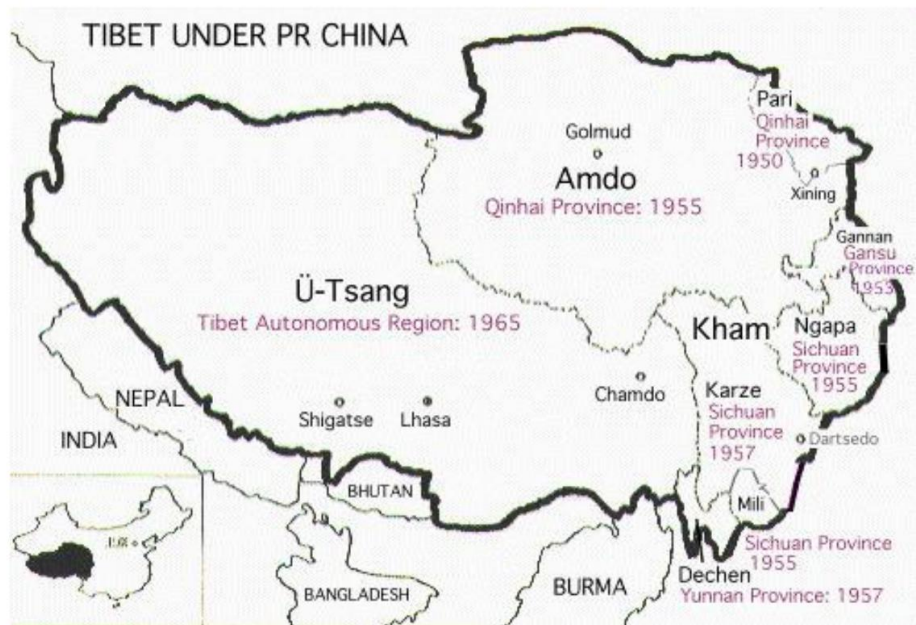 TIBET UNDER PR CHINA
Pari
Qinhai
Province
1950
Golmud
Amdo
Qinhai Province: 1955
Xining
Gannan
Gansu
Province
1953
Ü-Tsang
Tibet Autonomous Region: 1965
Kham
Ngapa
Sichuan
Province
1955
Chamdo
Karze
Sichuan
Province
1957
Shigatse
Lhasa
NEPAL
INDIA
Dartsedo
BHUTAN
Mili
Sichuan Province
1955
Dechen
Yunnan Province: 1957
BANGLADESH
BURMA